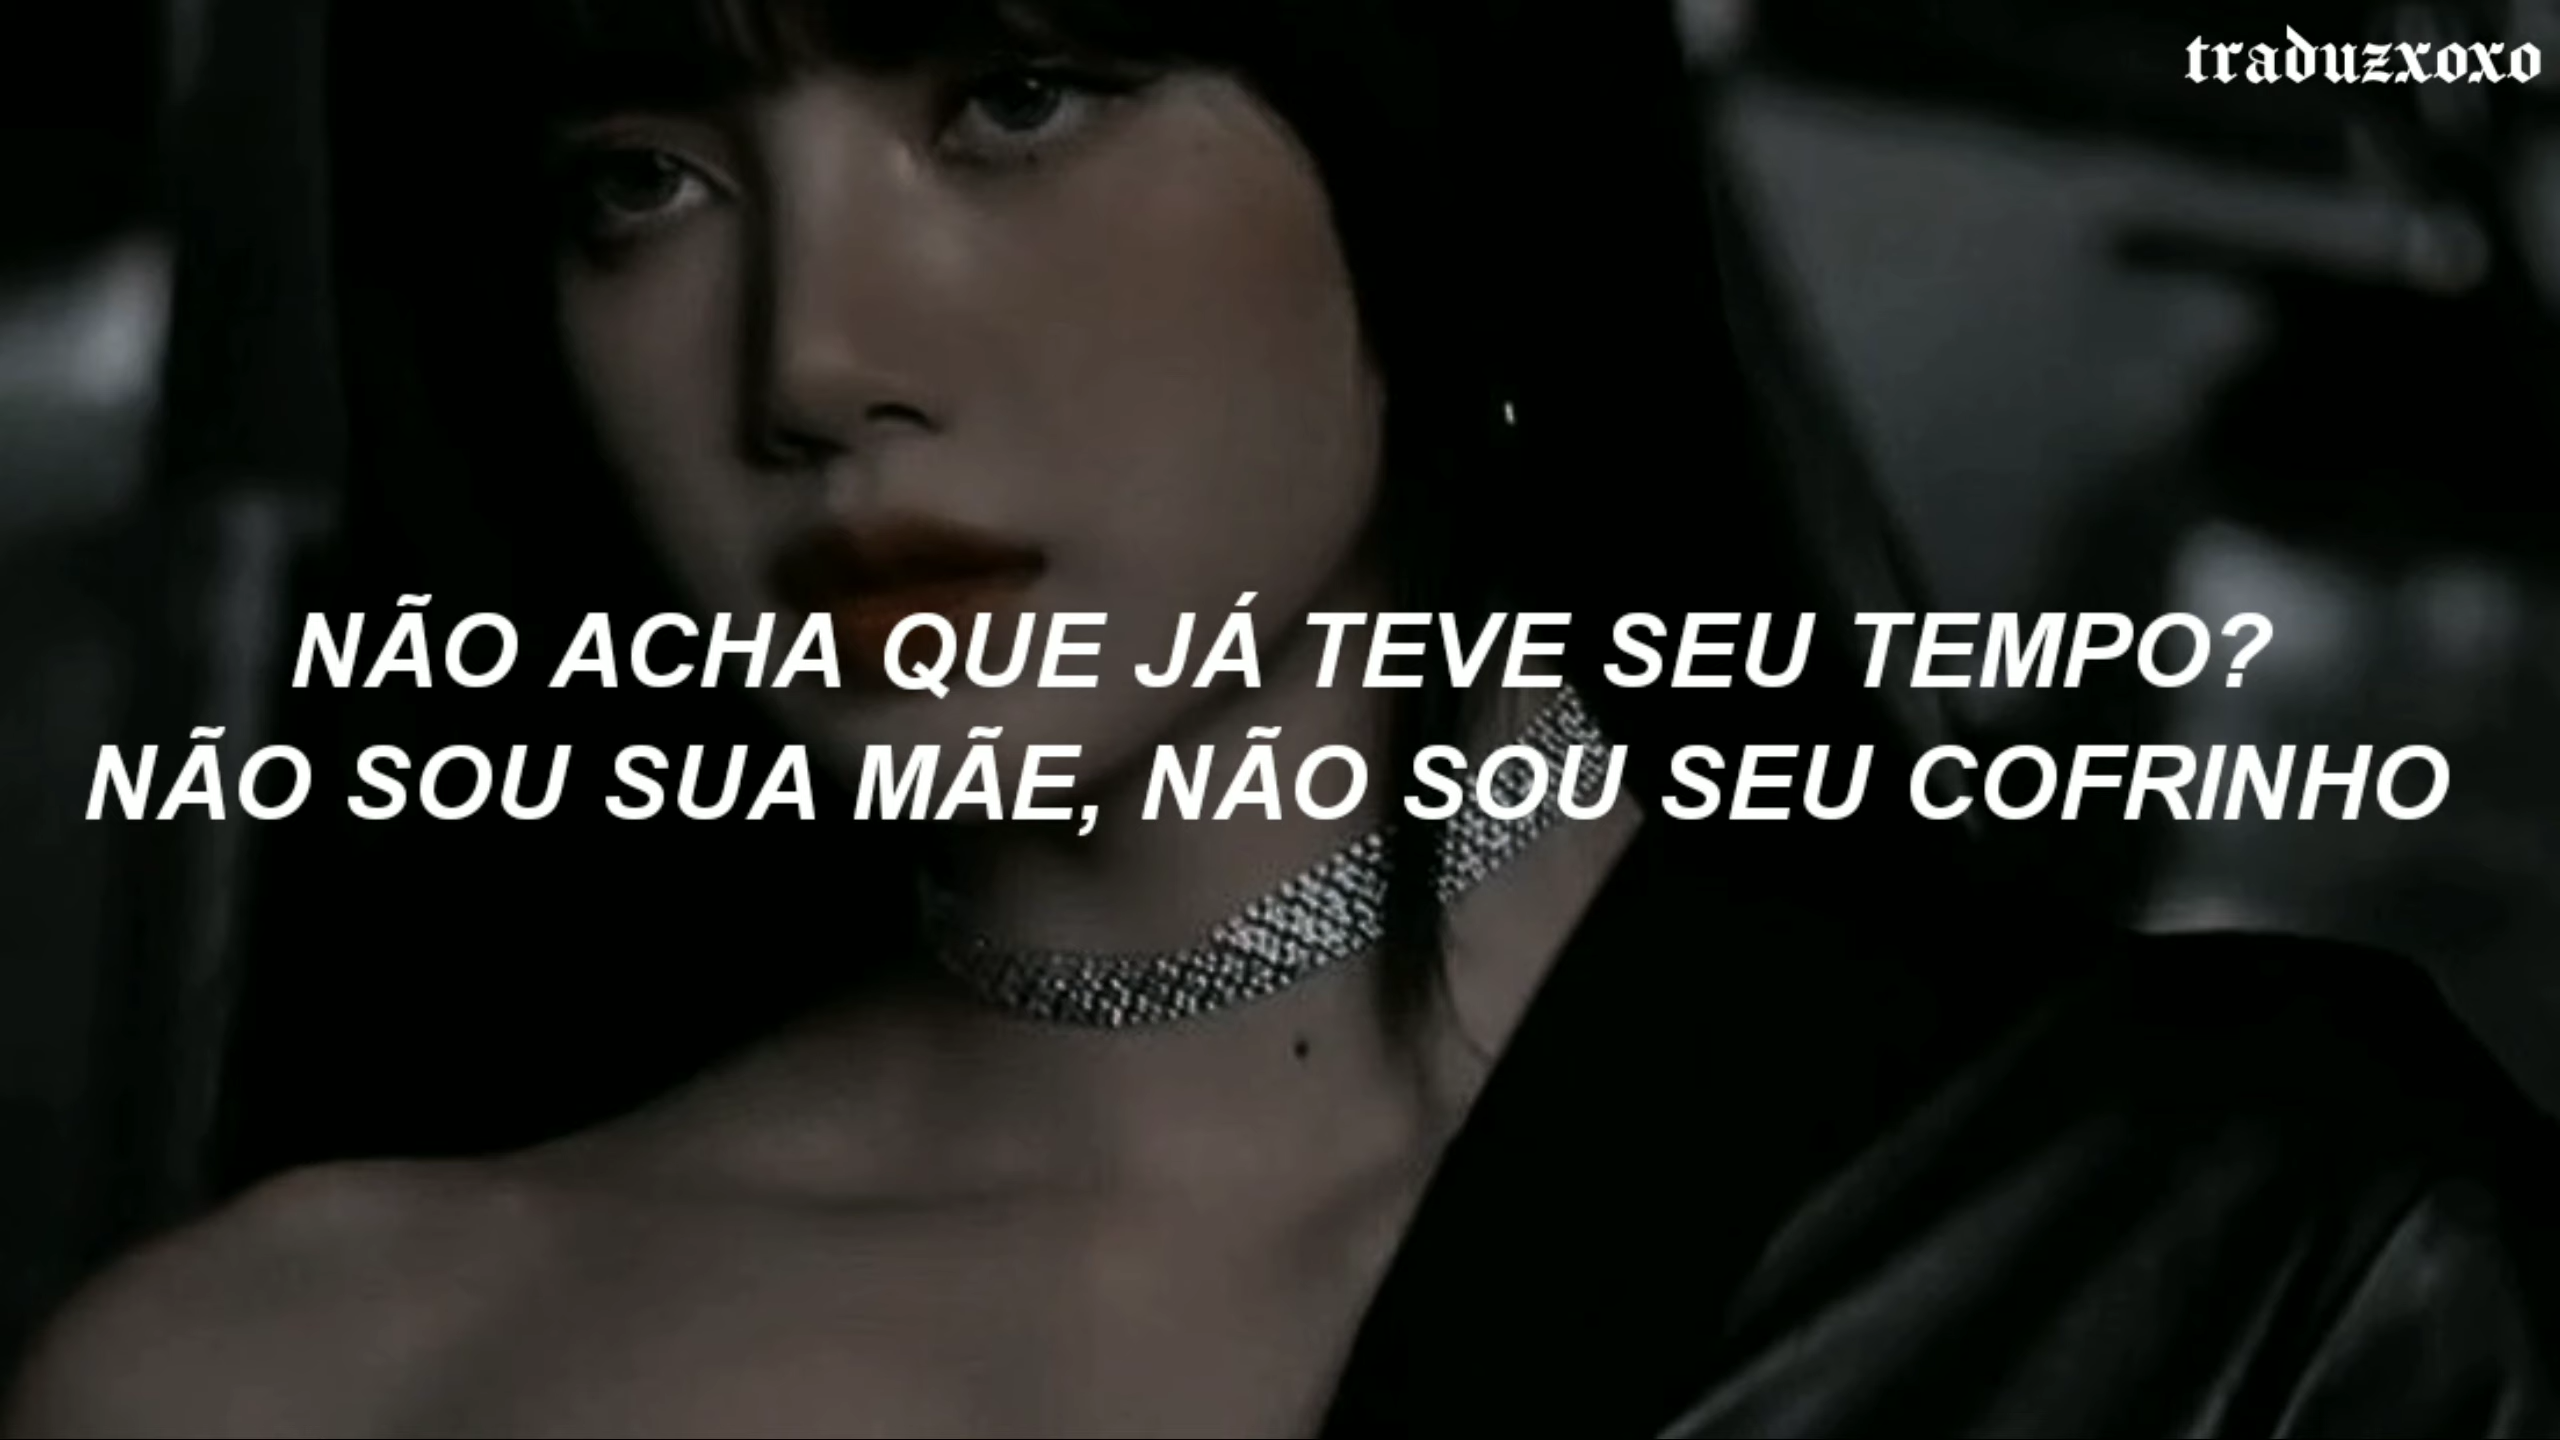 traduzxoxo
NÃO ACHA QUE JÁ TEVE SEU TEMPO?
NÃO SOU SUA MÃE, NÃO SOU SEU COFRINHO